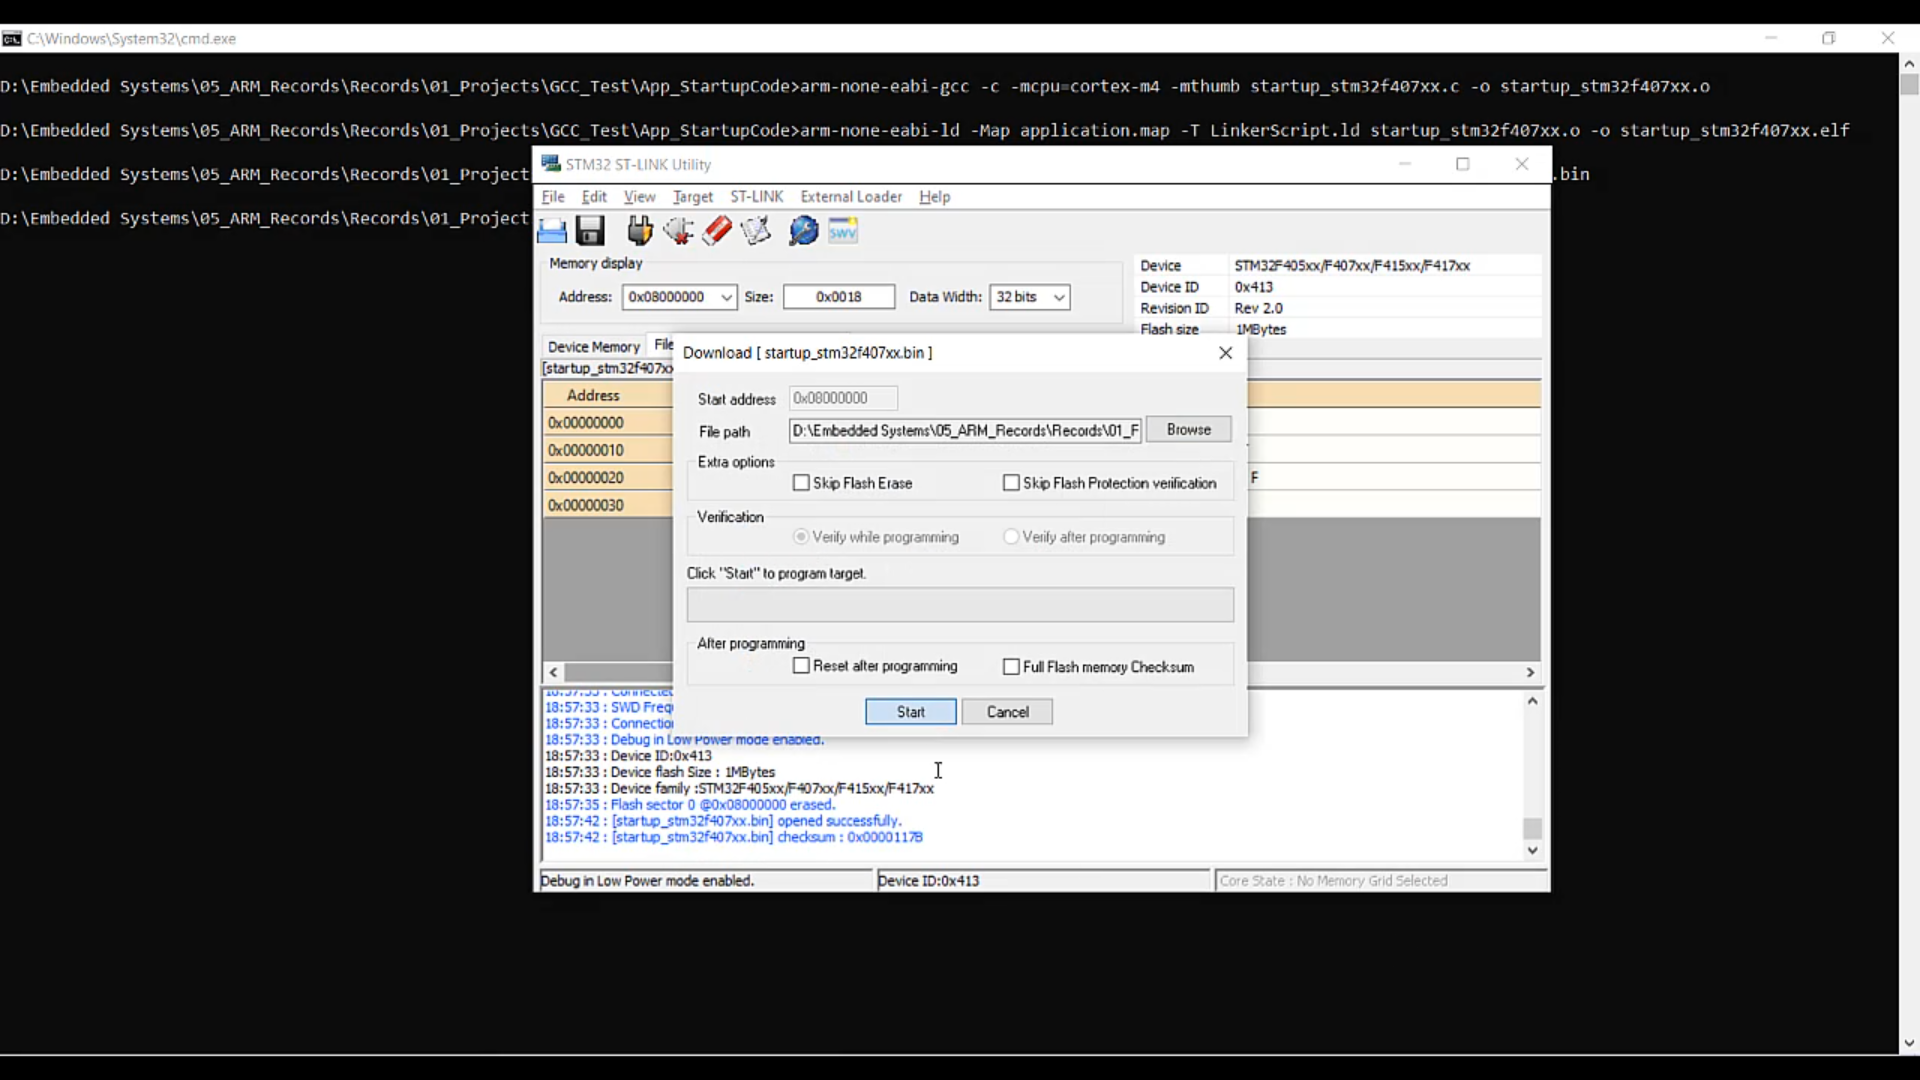 C:\Windows\System32\cmd.exe
D:\Embedded Systems\05_ARM_Records\Records\01_Projects\GCC_Test\App_StartupCode>arm-none-eabi-gcc -c -mcpu=cortex-m4 -mthumb startup_stm32f407xx.c -o startup_stm32f407xx.o
D:\Embedded Systems\05_ARM_Records\Records\01_Projects\GCC_Test\App_StartupCode>arm-none-eabi-ld -Map application.map -T LinkerScript.ld startup_stm32f407xx.o -o startup_stm32f407xx.elf
D:\Embedded Systems\05_ARM_Records\Records\01_Project .bin
D:\Embedded Systems\05_ARM_Records\Records\01_Project
STM32 ST-LINK Utility
File Edit View Target ST-LINK External Loader Help
SWV
Memory display
Address: 0x08000000 Size: 0x0018 Data Width: 32 bits
Device STM32F405xx/F407xx/F415xx/F417xx
Device ID 0x413
Revision ID Rev 2.0
Flash size 1MBytes
Device Memory File
[startup_stm32f407xx
Address
0x00000000
0x00000010
0x00000020 F
0x00000030
Download [ startup_stm32f407xx.bin ]
Start address 0x08000000
File path D:\Embedded Systems\05_ARM_Records\Records\01_F Browse
Extra options
Skip Flash Erase Skip Flash Protection verification
Verification
Verify while programming Verify after programming
Click "Start" to program target.
After programming
Reset after programming Full Flash memory Checksum
Start Cancel
18:57:33 : Connected
18:57:33 : SWD Freq
18:57:33 : Connectio
18:57:33 : Debug in Low Power mode enabled.
18:57:33 : Device ID:0x413
18:57:33 : Device flash Size : 1MBytes
18:57:33 : Device family :STM32F405xx/F407xx/F415xx/F417xx
18:57:35 : Flash sector 0 @0x08000000 erased.
18:57:42 : [startup_stm32f407xx.bin] opened successfully.
18:57:42 : [startup_stm32f407xx.bin] checksum : 0x0000117B
Debug in Low Power mode enabled. Device ID:0x413 Core State : No Memory Grid Selected